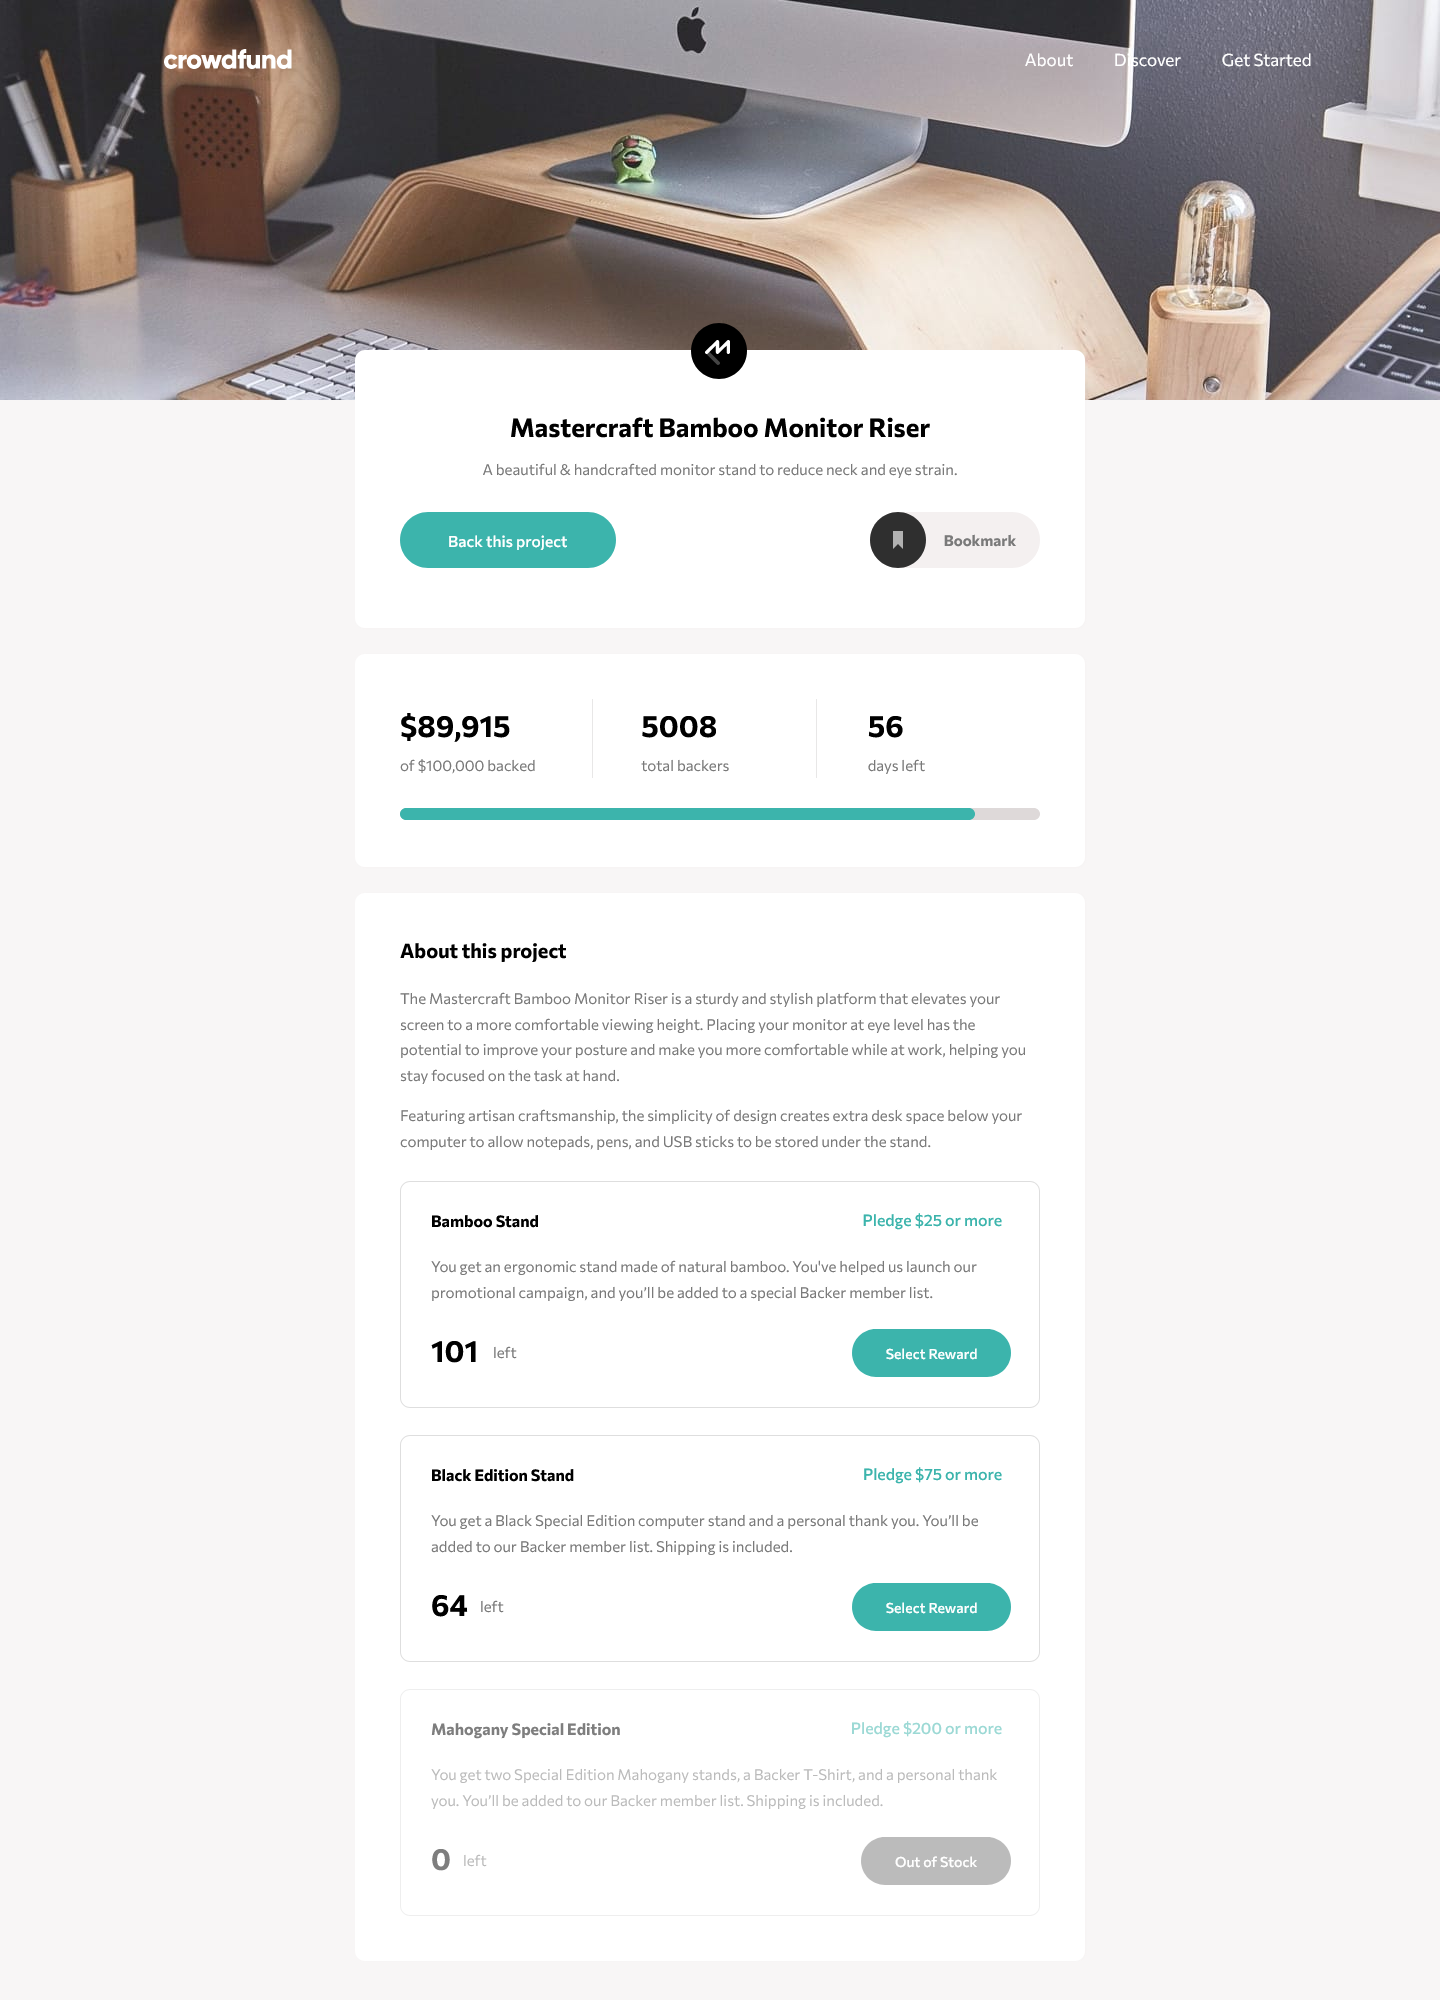 crowdfund
About
Discover
Get Started
Mastercraft Bamboo Monitor Riser
A beautiful & handcrafted monitor stand to reduce neck and eye strain.
Back this project
Bookmark
$89,915
of $100,000 backed
5008
total backers
56
days left
About this project
The Mastercraft Bamboo Monitor Riser is a sturdy and stylish platform that elevates your
screen to a more comfortable viewing height. Placing your monitor at eye level has the
potential to improve your posture and make you more comfortable while at work, helping you
stay focused on the task at hand.
Featuring artisan craftsmanship, the simplicity of design creates extra desk space below your
computer to allow notepads, pens, and USB sticks to be stored under the stand.
Bamboo Stand
Pledge $25 or more
You get an ergonomic stand made of natural bamboo. You've helped us launch our
promotional campaign, and you’ll be added to a special Backer member list.
101 left
Select Reward
Black Edition Stand
Pledge $75 or more
You get a Black Special Edition computer stand and a personal thank you. You’ll be
added to our Backer member list. Shipping is included.
64 left
Select Reward
Mahogany Special Edition
Pledge $200 or more
You get two Special Edition Mahogany stands, a Backer T-Shirt, and a personal thank
you. You’ll be added to our Backer member list. Shipping is included.
0 left
Out of Stock